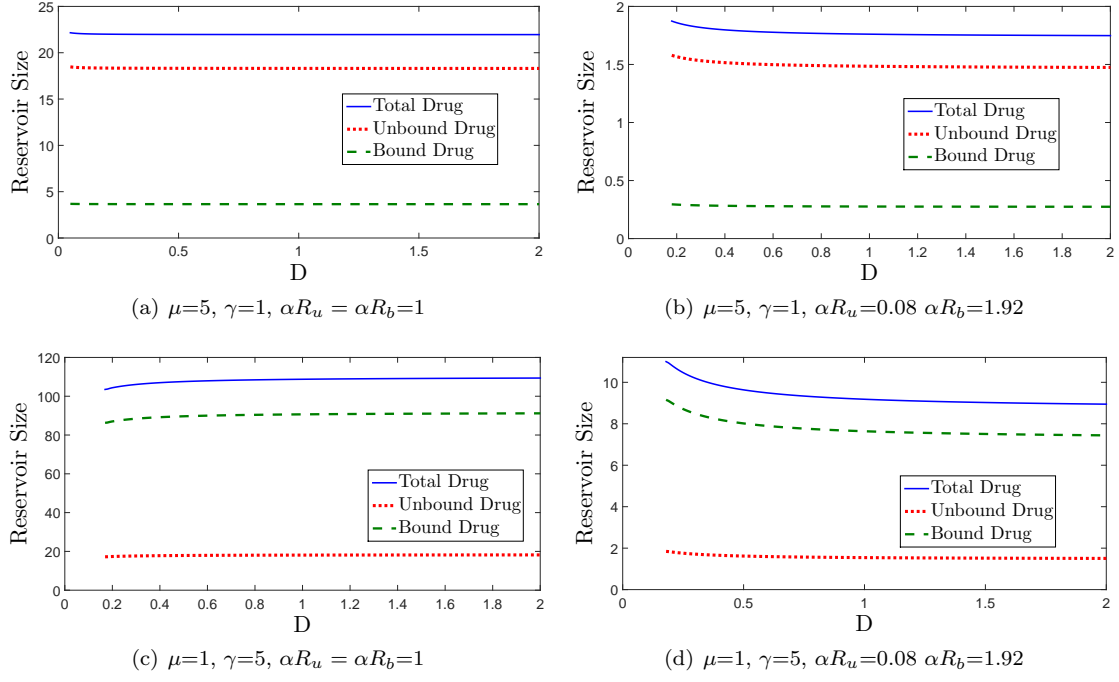 25
20
15
10
5
0
Reservoir Size
Total Drug
Unbound Drug
Bound Drug
0 0.5 1 1.5 2
D
(a) μ=5, γ=1, αR_u = αR_b=1
2
1.5
1
0.5
0
Reservoir Size
Total Drug
Unbound Drug
Bound Drug
0 0.2 0.4 0.6 0.8 1 1.2 1.4 1.6 1.8 2
D
(b) μ=5, γ=1, αR_u=0.08 αR_b=1.92
120
100
80
60
40
20
0
Reservoir Size
Total Drug
Unbound Drug
Bound Drug
0 0.2 0.4 0.6 0.8 1 1.2 1.4 1.6 1.8 2
D
(c) μ=1, γ=5, αR_u = αR_b=1
10
8
6
4
2
0
Reservoir Size
Total Drug
Unbound Drug
Bound Drug
0 0.5 1 1.5 2
D
(d) μ=1, γ=5, αR_u=0.08 αR_b=1.92